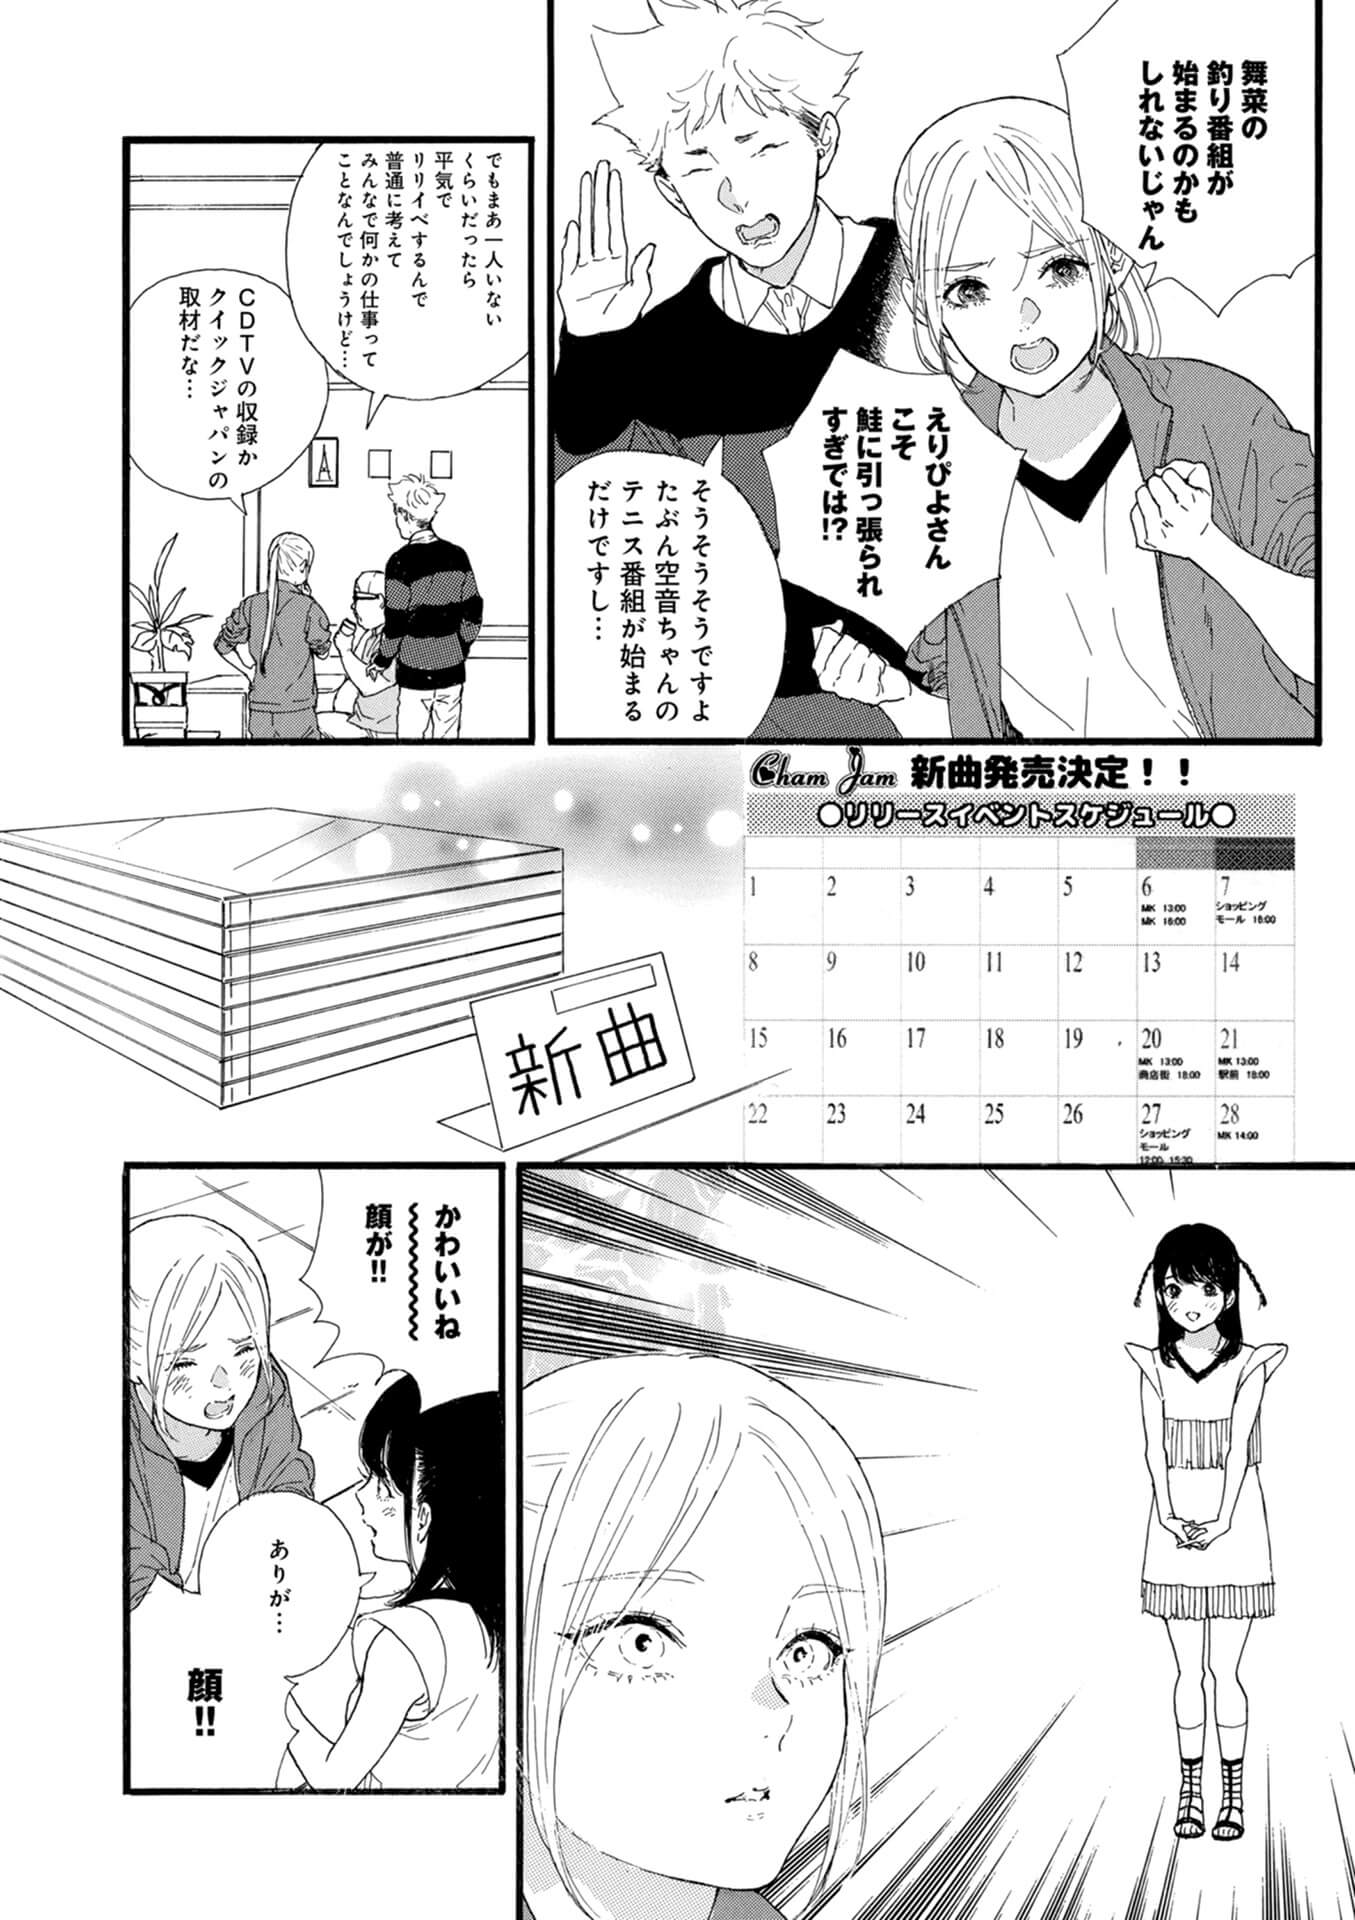 舞菜の
釣り番組が
始まるのかも
しれないじゃん
えりぴよさん
こそ
鮭に引っ張られ
すぎでは!?
そうそうそうですよ
たぶん空音ちゃんの
テニス番組が始まる
だけですし…
でもまあ一人いない
くらいだったら
平気で
リリイベするんで
普通に考えて
みんなで何かの仕事って
ことなんでしょうけど…
CDTVの収録か
クイックジャパンの
取材だな…
Cham Jam 新曲発売決定！！
●リリースイベントスケジュール●
1 2 3 4 5 6 7
MK 13:00
MK 16:00
ショッピング
モール 16:00
8 9 10 11 12 13 14
15 16 17 18 19 20 21
MK 13:00
商店街 18:00
MK 13:00
駅前 18:00
22 23 24 25 26 27 28
ショッピング
モール
12:00 15:30
MK 14:00
新曲
かわいいね
顔が!!
ありが…
顔!!